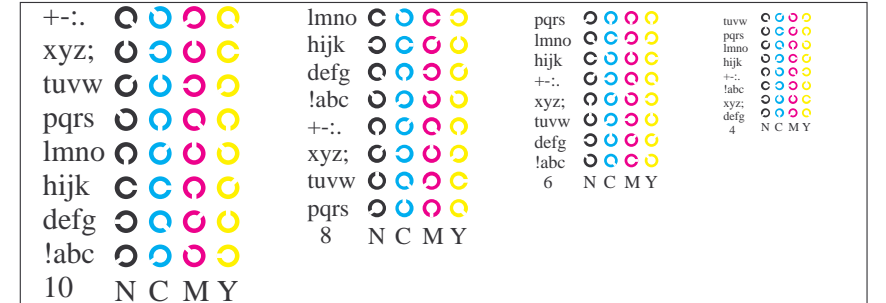 +-:.
xyz;
tuvw
pqrs
lmno
hijk
defg
!abc
10 N C M Y
lmno
hijk
defg
!abc
+-:.
xyz;
tuvw
pqrs
8 N C M Y
pqrs
lmno
hijk
+-:.
xyz;
tuvw
defg
!abc
6 N C M Y
tuvw
pqrs
lmno
hijk
+-:.
!abc
xyz;
defg
4 N C M Y